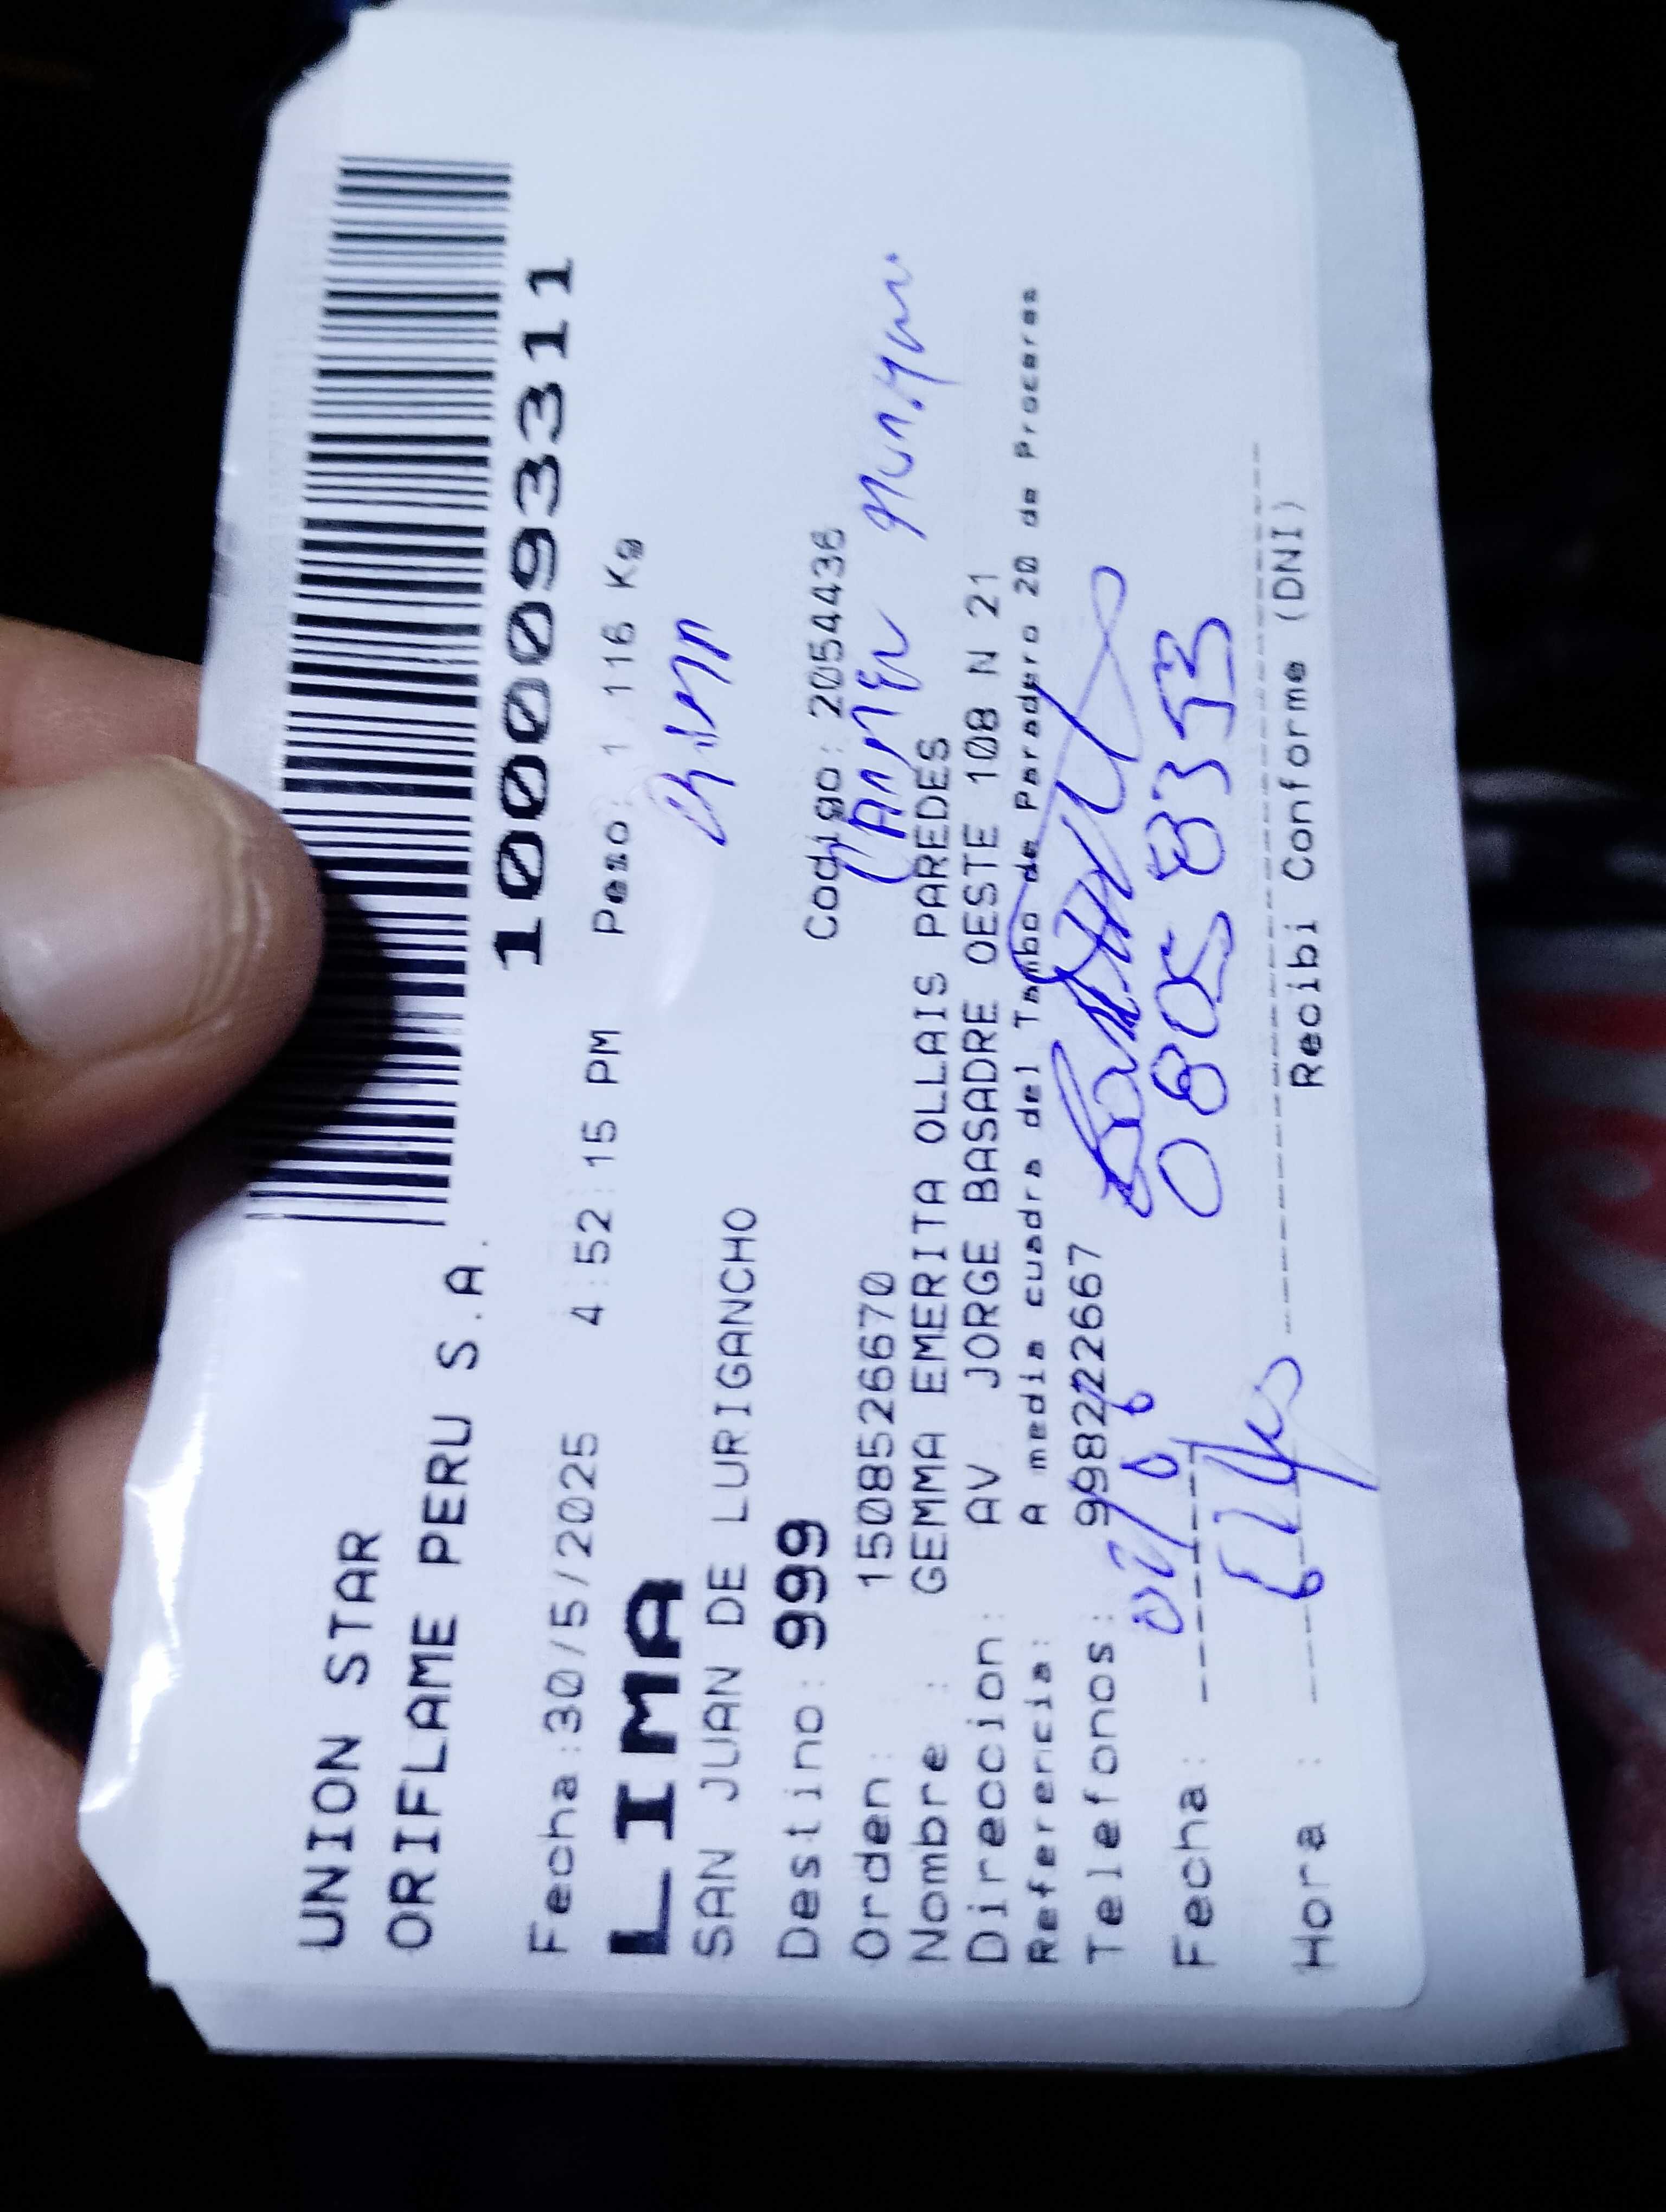 UNION STAR
ORIFLAME PERU S.A.
10000093311
Fecha:30/5/2025 4:52:15 PM Peso: 1 116 Kg
LIMA
SAN JUAN DE LURIGANCHO
Destino: 999 Codigo: 2054436
Orden: 1508526670
Nombre : GEMMA EMERITA OLLAIS PAREDES
Direccion: AV JORGE BASADRE OESTE 108 N 21
Referencia: A media cuadra del Tambo de Paradero 20 de Proceres
Telefonos: 998222667
Fecha:
Hora :
Recibi Conforme (DNI)